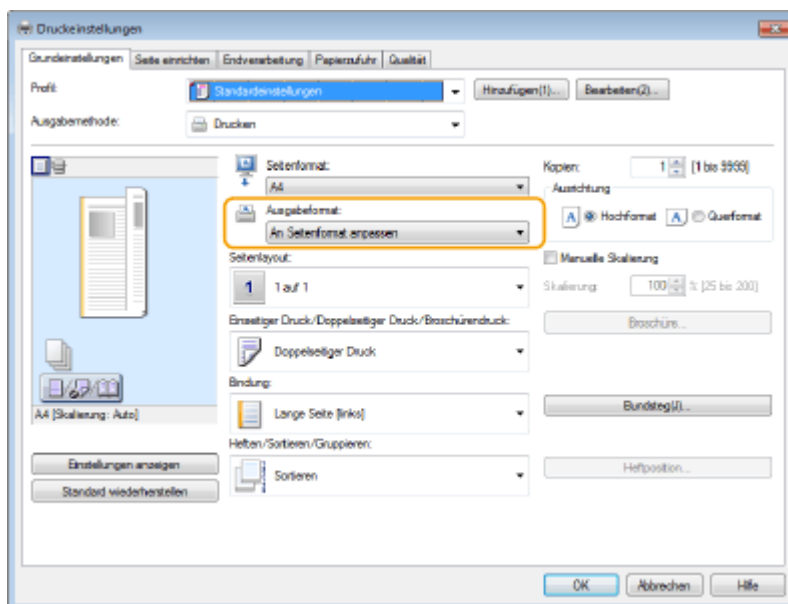 Druckeinstellungen
Grundeinstellungen Seite einrichten Endverarbeitung Papierzufuhr Qualität
Profil: Standardeinstellungen Hinzufügen(1)... Bearbeiten(2)...
Ausgabemethode: Drucken
Seitenformat:
A4
Ausgabeformat:
An Seitenformat anpassen
Seitenlayout:
1 1 auf 1
Einseitiger Druck/Doppelseitiger Druck/Broschürendruck:
Doppelseitiger Druck
Bindung:
Lange Seite [links]
Heften/Sortieren/Gruppieren:
Sortieren
Kopien: 1 [1 bis 9999]
Ausrichtung
A Hochformat A Querformat
Manuelle Skalierung
Skalierung: 100 % [25 bis 200]
Broschüre...
Bundsteg(J)...
Heftposition...
A4 [Skalierung: Auto]
Einstellungen anzeigen
Standard wiederherstellen
OK Abbrechen Hilfe